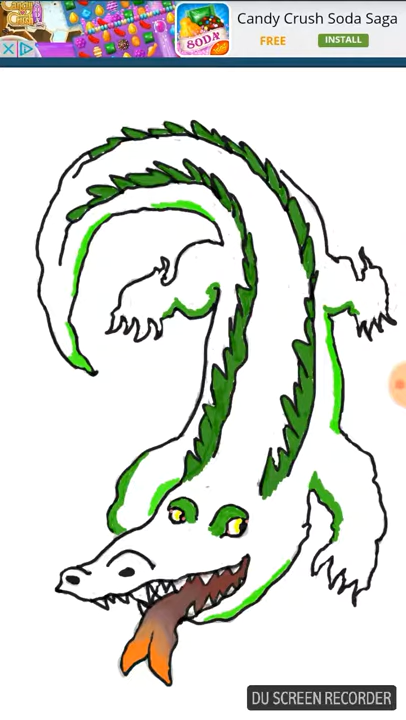 Candy Crush Soda Saga
SODA
FREE
INSTALL
DU SCREEN RECORDER